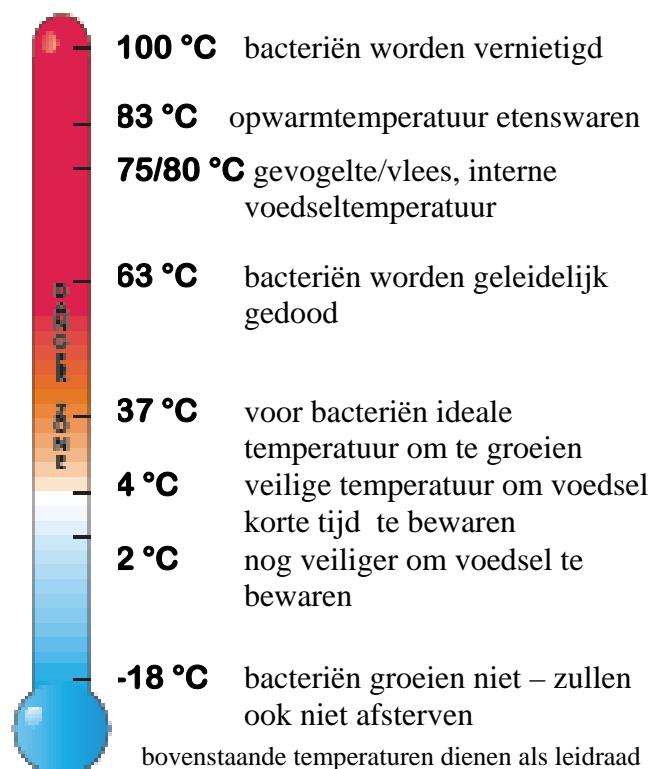 100 °C bacteriën worden vernietigd
83 °C opwarmtemperatuur etenswaren
75/80 °C gevogelte/vlees, interne
voedseltemperatuur
63 °C bacteriën worden geleidelijk
gedood
DANGER ZONE
37 °C voor bacteriën ideale
temperatuur om te groeien
4 °C veilige temperatuur om voedsel
korte tijd te bewaren
2 °C nog veiliger om voedsel te
bewaren
-18 °C bacteriën groeien niet – zullen
ook niet afsterven
bovenstaande temperaturen dienen als leidraad